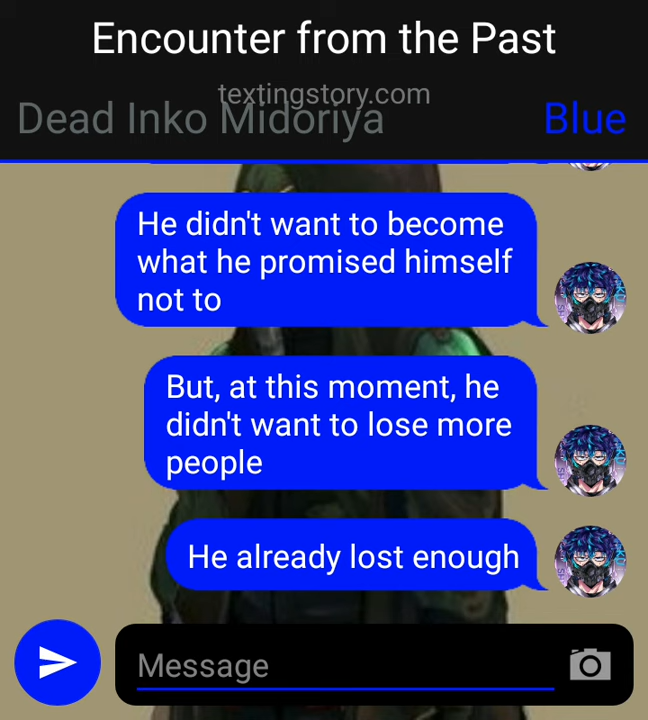 Encounter from the Past
textingstory.com
Dead Inko Midoriya
Blue
He didn't want to become
what he promised himself
not to
But, at this moment, he
didn't want to lose more
people
He already lost enough
Message